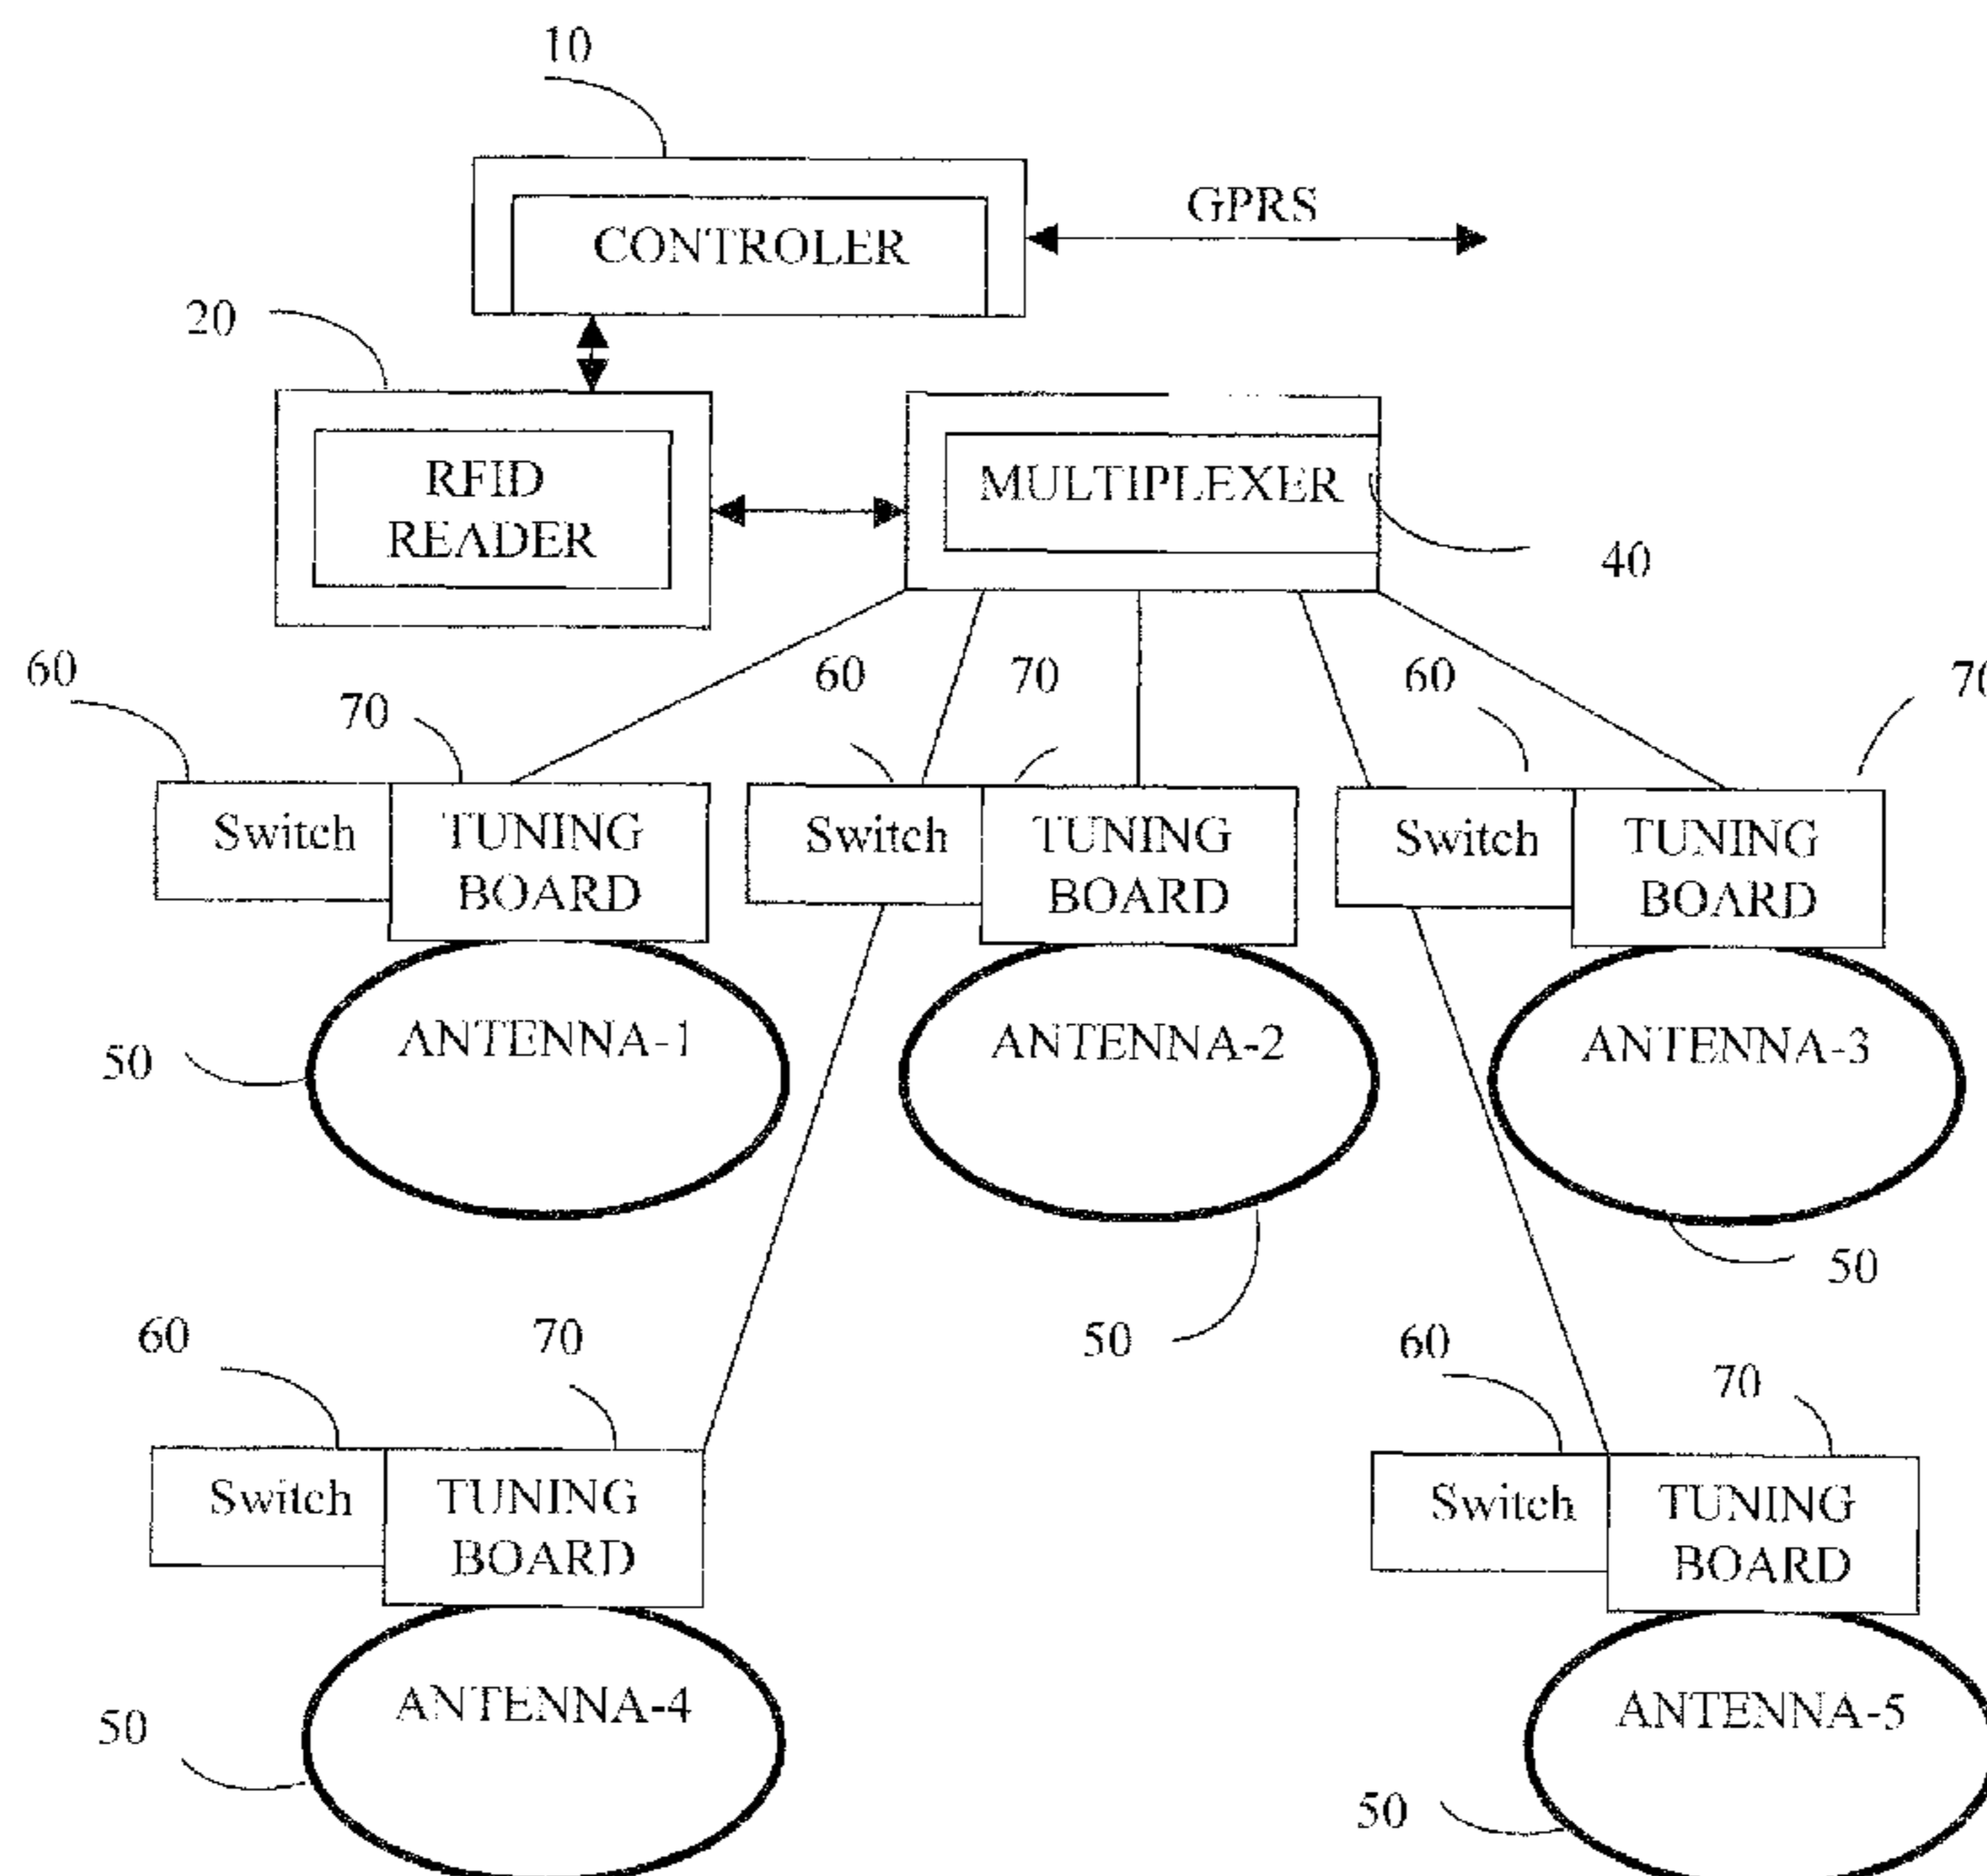 10
CONTROLER
GPRS
20
RFID
READER
MULTIPLEXER
40
60
70
60
70
60
70
Switch
TUNING
BOARD
Switch
TUNING
BOARD
Switch
TUNING
BOARD
ANTENNA-1
ANTENNA-2
ANTENNA-3
50
50
50
60
70
60
70
Switch
TUNING
BOARD
Switch
TUNING
BOARD
ANTENNA-4
ANTENNA-5
50
50